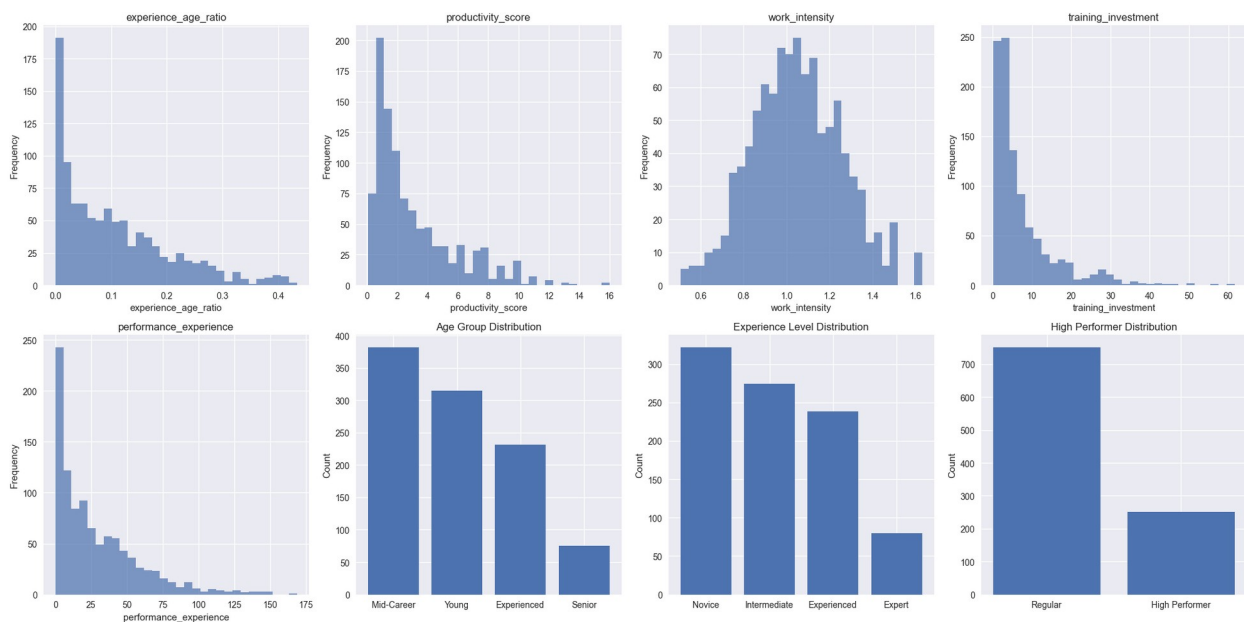 experience_age_ratio
200
175
150
125
100
75
50
25
0
Frequency
0.0 0.1 0.2 0.3 0.4
experience_age_ratio
productivity_score
200
175
150
125
100
75
50
25
0
Frequency
0 2 4 6 8 10 12 14 16
productivity_score
work_intensity
70
60
50
40
30
20
10
0
Frequency
0.6 0.8 1.0 1.2 1.4 1.6
work_intensity
training_investment
250
200
150
100
50
0
Frequency
0 10 20 30 40 50 60
training_investment
performance_experience
250
200
150
100
50
0
Frequency
0 25 50 75 100 125 150 175
performance_experience
Age Group Distribution
400
350
300
250
200
150
100
50
0
Count
Mid-Career Young Experienced Senior
Experience Level Distribution
300
250
200
150
100
50
0
Count
Novice Intermediate Experienced Expert
High Performer Distribution
700
600
500
400
300
200
100
0
Count
Regular High Performer